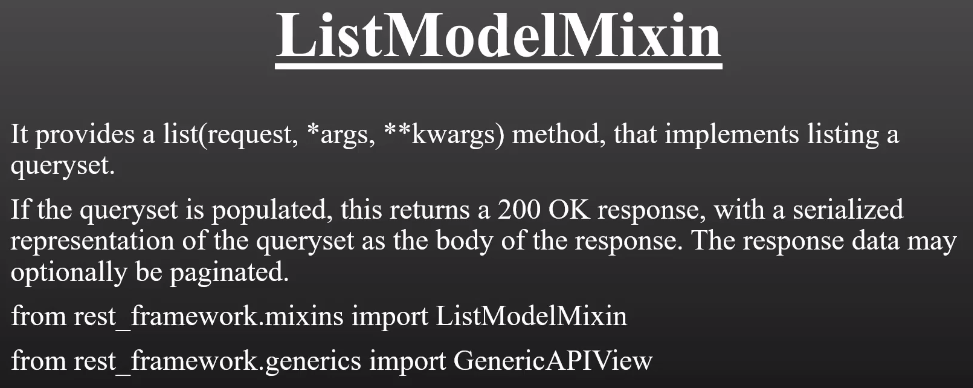 ListModelMixin
It provides a list(request, *args, **kwargs) method, that implements listing a
queryset.
If the queryset is populated, this returns a 200 OK response, with a serialized
representation of the queryset as the body of the response. The response data may
optionally be paginated.
from rest_framework.mixins import ListModelMixin
from rest_framework.generics import GenericAPIView